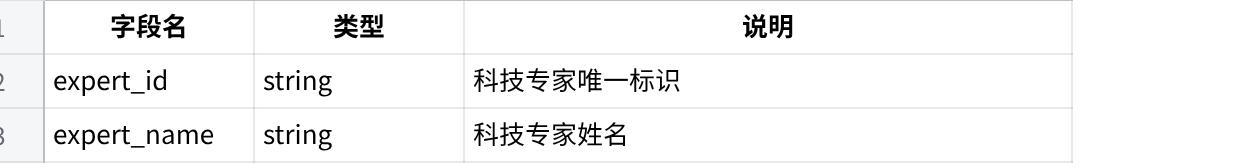 1 字段名 类型 说明
2 expert_id string 科技专家唯一标识
3 expert_name string 科技专家姓名